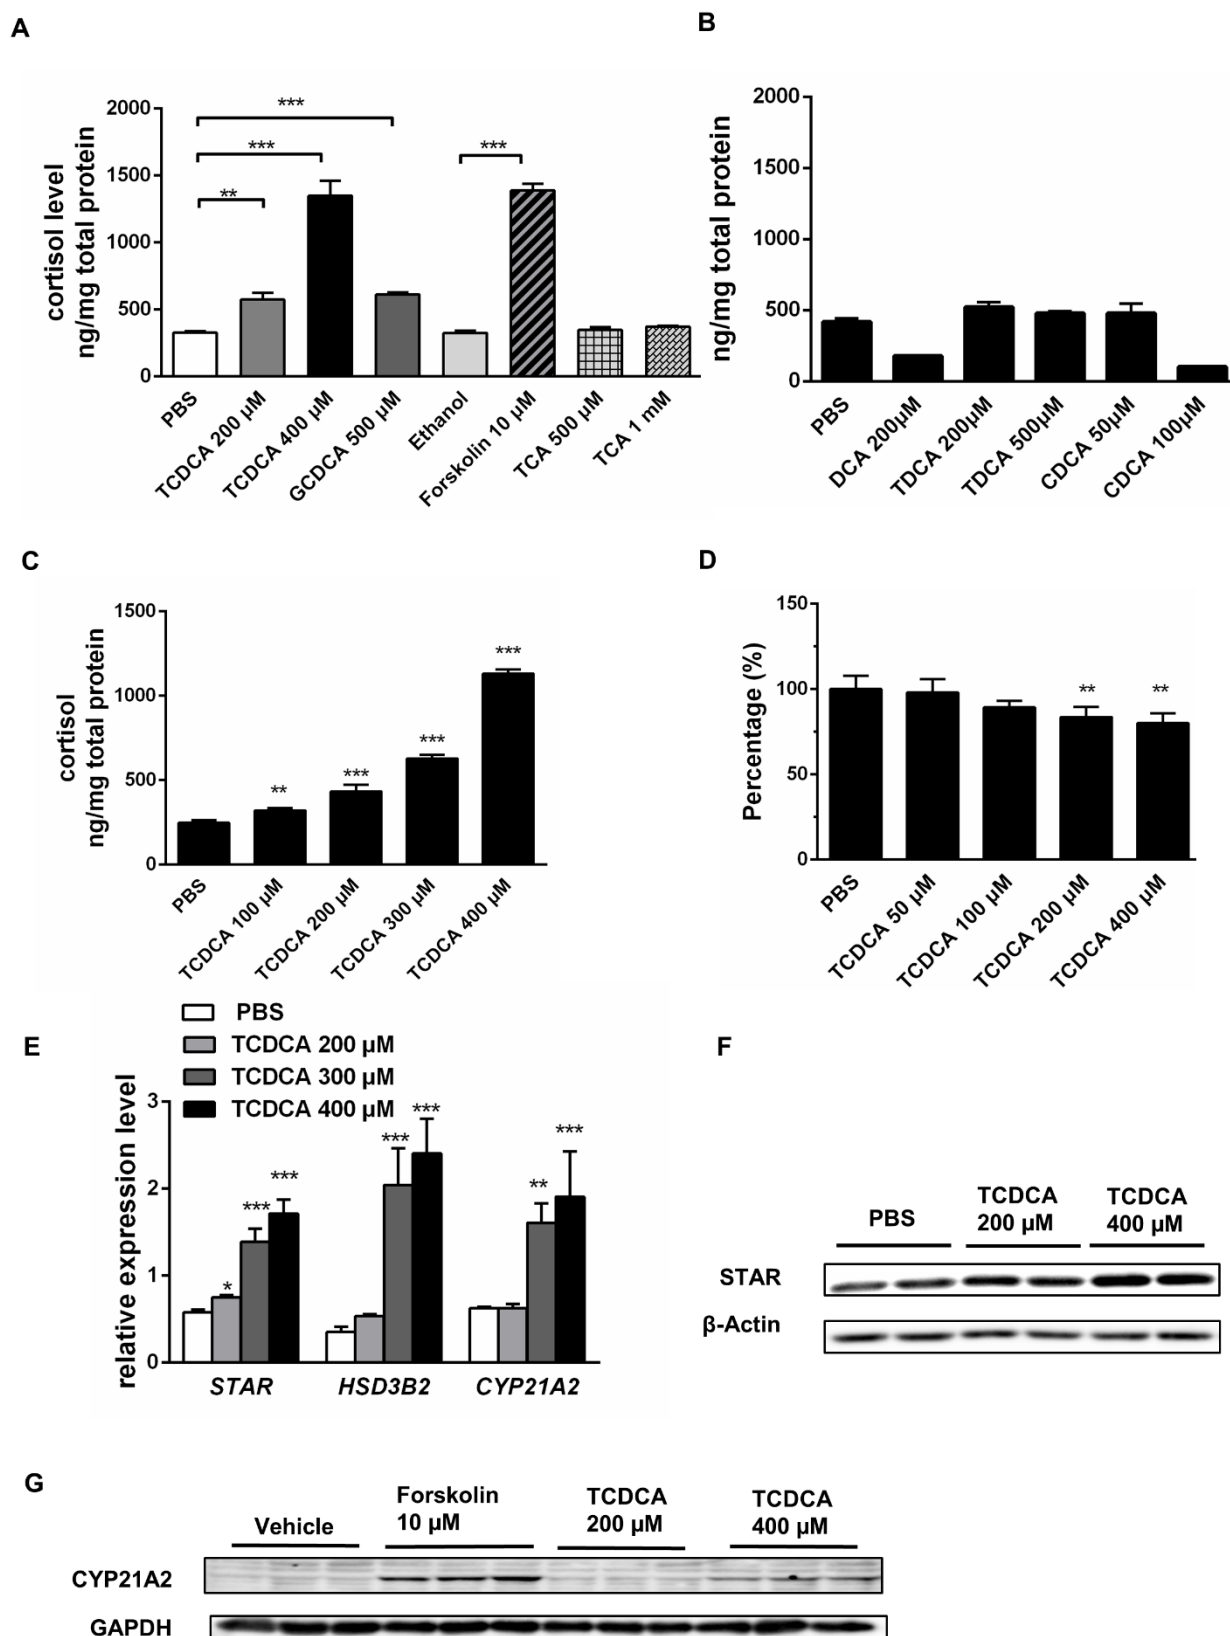 A
cortisol level
ng/mg total protein
2000
1500
1000
500
0
***
***
**
***
PBS
TCDCA 200 µM
TCDCA 400 µM
GCDCA 500 µM
Ethanol
Forskolin 10 µM
TCA 500 µM
TCA 1 mM
B
ng/mg total protein
2000
1500
1000
500
0
PBS
DCA 200µM
TDCA 200µM
TDCA 500µM
CDCA 50µM
CDCA 100µM
C
cortisol
ng/mg total protein
1500
1000
500
0
**
***
***
***
PBS
TCDCA 100 µM
TCDCA 200 µM
TCDCA 300 µM
TCDCA 400 µM
D
Percentage (%)
150
100
50
0
**
**
PBS
TCDCA 50 µM
TCDCA 100 µM
TCDCA 200 µM
TCDCA 400 µM
E
PBS
TCDCA 200 µM
TCDCA 300 µM
TCDCA 400 µM
relative expression level
3
2
1
0
*
***
***
***
***
**
***
STAR
HSD3B2
CYP21A2
F
PBS
TCDCA
200 µM
TCDCA
400 µM
STAR
β-Actin
G
Vehicle
Forskolin
10 µM
TCDCA
200 µM
TCDCA
400 µM
CYP21A2
GAPDH